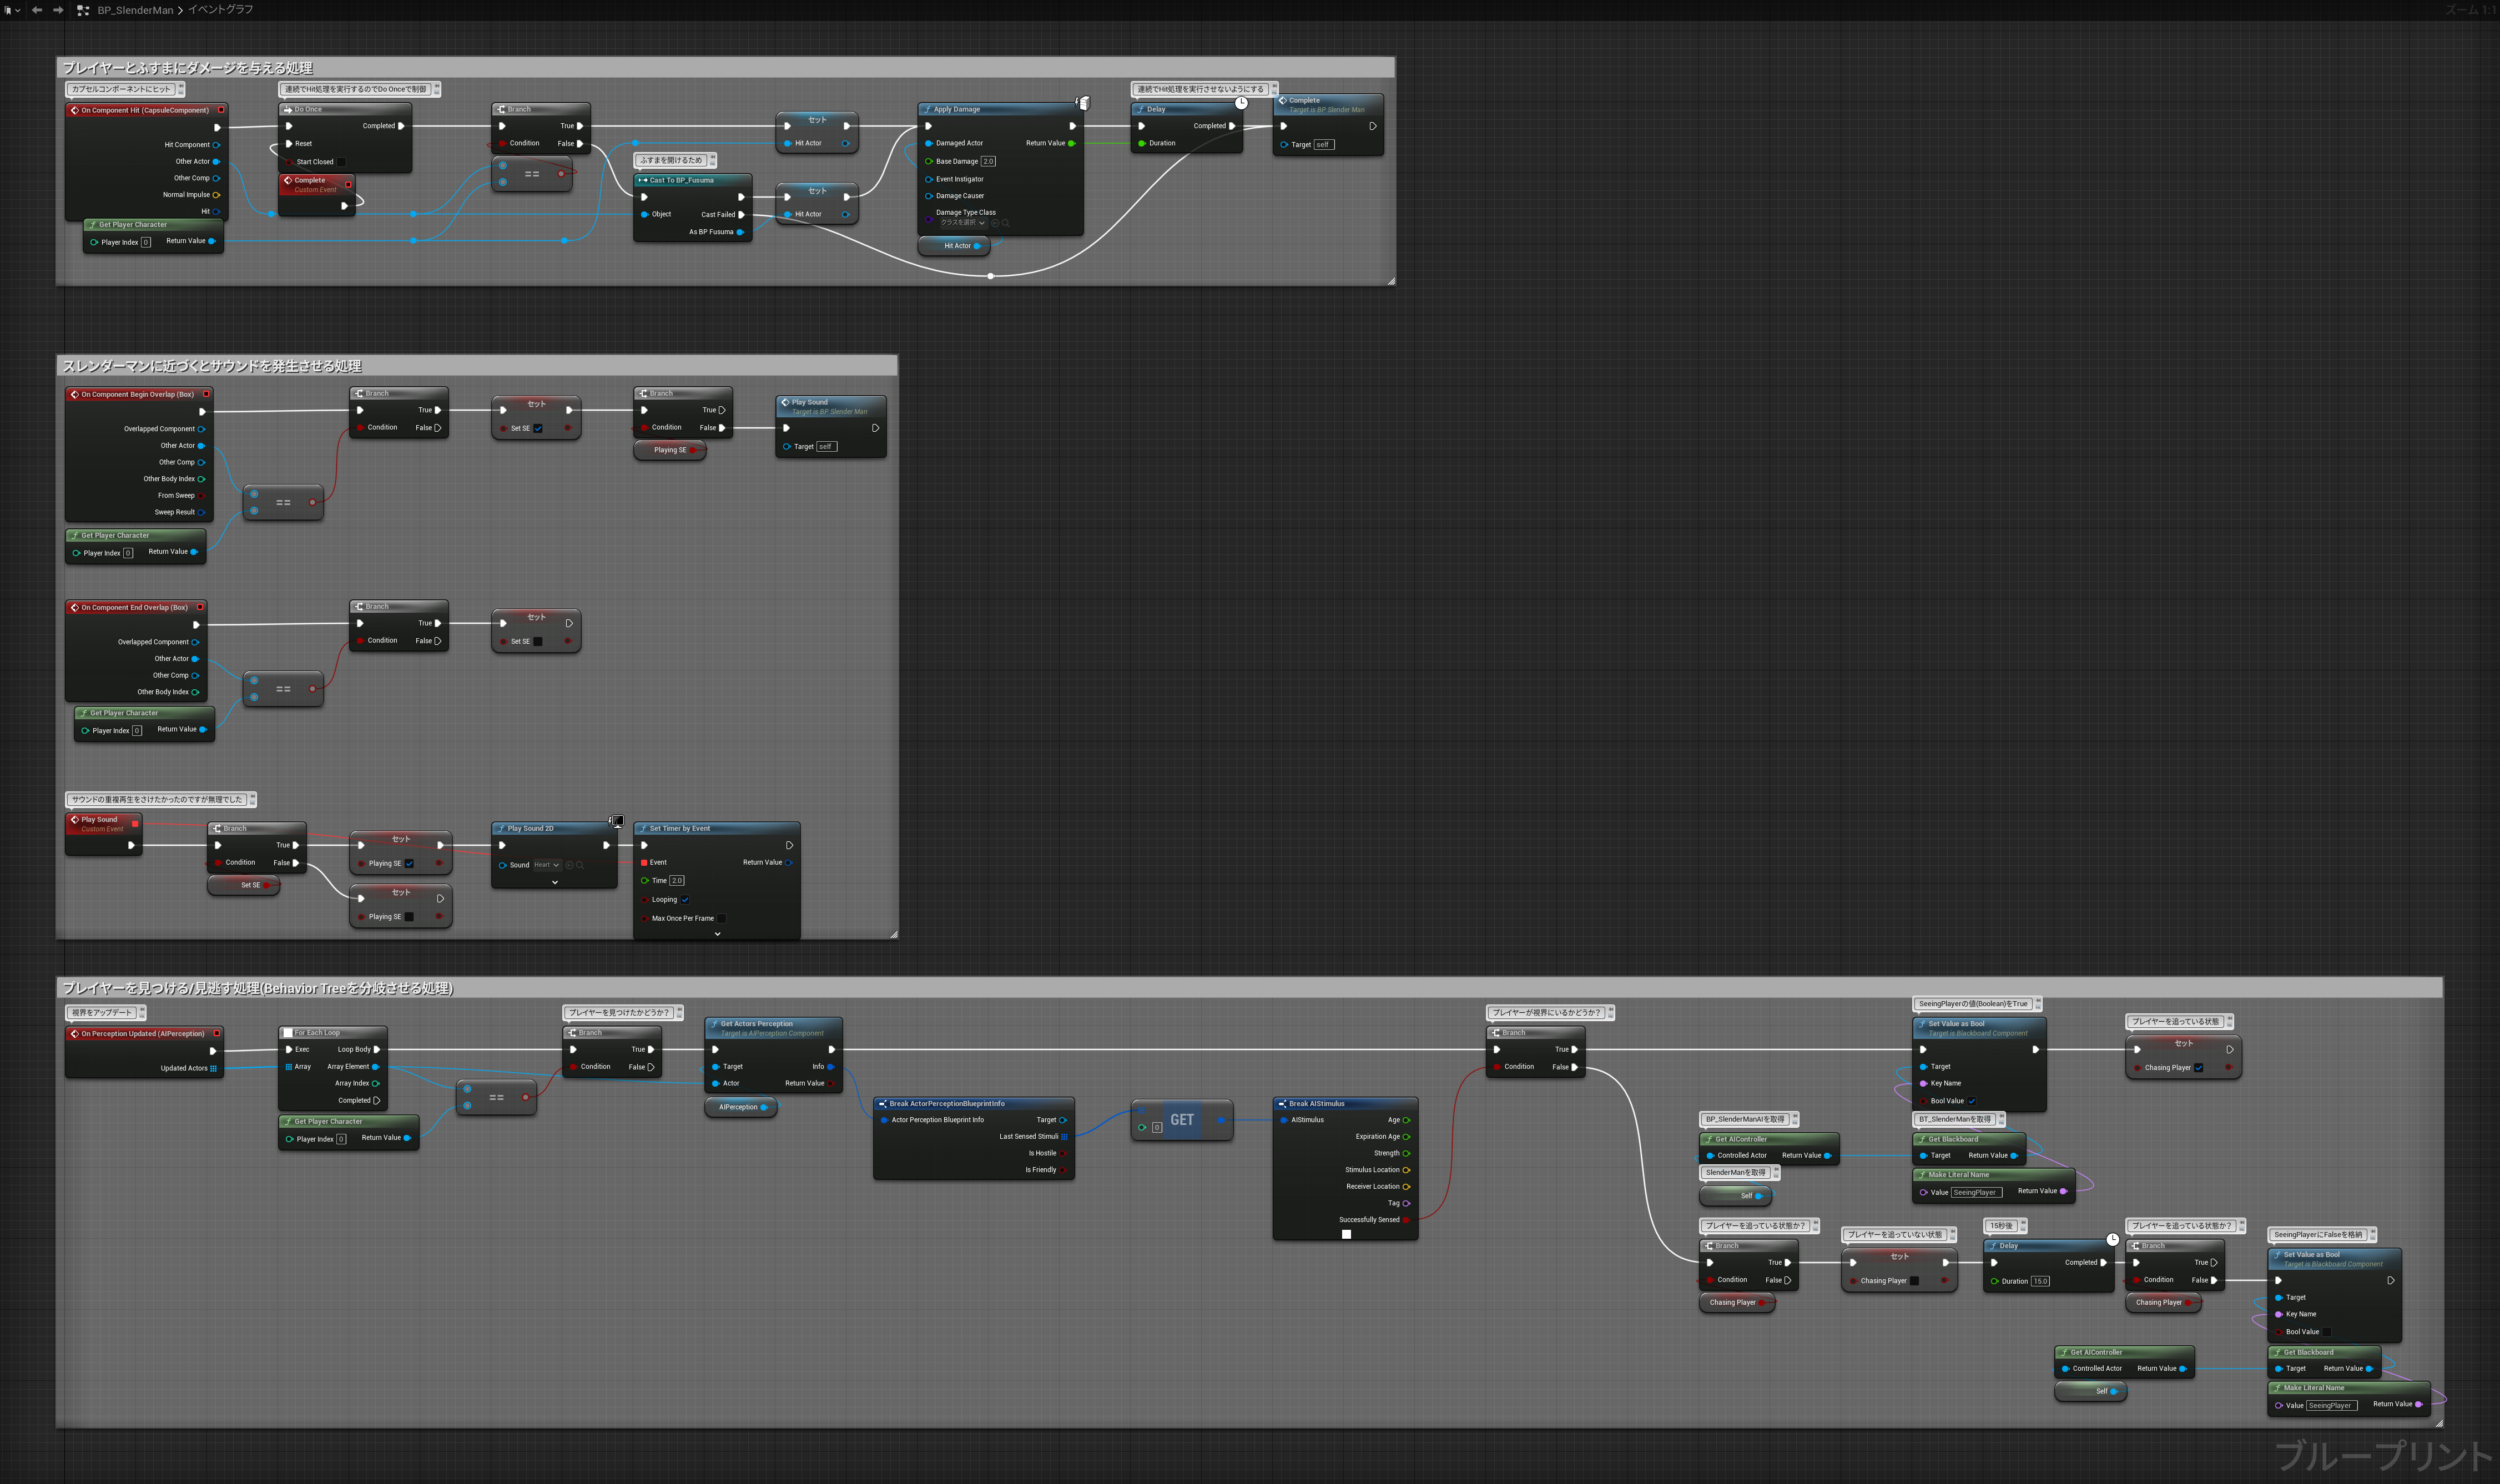 BP_SlenderMan > イベントグラフ
ズーム 1:1
プレイヤーとふすまにダメージを与える処理
カプセルコンポーネントにヒット
On Component Hit (CapsuleComponent)
Hit Component
Other Actor
Other Comp
Normal Impulse
Hit
Get Player Character
Player Index 0
Return Value
連続でHit処理を実行するのでDo Onceで制御
Do Once
Completed
Reset
Start Closed
Complete
Custom Event
Branch
True
Condition
False
==
ふすまを開けるため
Cast To BP_Fusuma
Object
Cast Failed
As BP Fusuma
セット
Hit Actor
セット
Hit Actor
Apply Damage
Damaged Actor
Return Value
Base Damage 2.0
Event Instigator
Damage Causer
Damage Type Class
クラスを選択
Hit Actor
連続でHit処理を実行させないようにする
Delay
Completed
Duration
Complete
Target is BP Slender Man
Target self
スレンダーマンに近づくとサウンドを発生させる処理
On Component Begin Overlap (Box)
Overlapped Component
Other Actor
Other Comp
Other Body Index
From Sweep
Sweep Result
Get Player Character
Player Index 0
Return Value
==
Branch
True
Condition
False
セット
Set SE
Branch
True
Condition
False
Playing SE
Play Sound
Target is BP Slender Man
Target self
On Component End Overlap (Box)
Overlapped Component
Other Actor
Other Comp
Other Body Index
Get Player Character
Player Index 0
Return Value
==
Branch
True
Condition
False
セット
Set SE
サウンドの重複再生をさけたかったのですが無理でした
Play Sound
Custom Event
Branch
True
Condition
False
Set SE
セット
Playing SE
セット
Playing SE
Play Sound 2D
Sound Heart
Set Timer by Event
Event
Return Value
Time 2.0
Looping
Max Once Per Frame
プレイヤーを見つける/見逃す処理(Behavior Treeを分岐させる処理)
視界をアップデート
On Perception Updated (AIPerception)
Updated Actors
For Each Loop
Exec
Loop Body
Array
Array Element
Array Index
Completed
Get Player Character
Player Index 0
Return Value
==
プレイヤーを見つけたかどうか?
Branch
True
Condition
False
Get Actors Perception
Target is AIPerception Component
Target
Info
Actor
Return Value
AIPerception
Break ActorPerceptionBlueprintInfo
Actor Perception Blueprint Info
Target
Last Sensed Stimuli
Is Hostile
Is Friendly
0
GET
Break AIStimulus
AIStimulus
Age
Expiration Age
Strength
Stimulus Location
Receiver Location
Tag
Successfully Sensed
プレイヤーが視界にいるかどうか?
Branch
True
Condition
False
SeeingPlayerの値(Boolean)をTrue
Set Value as Bool
Target is Blackboard Component
Target
Key Name
Bool Value
プレイヤーを追っている状態
セット
Chasing Player
BP_SlenderManAIを取得
Get AIController
Controlled Actor
Return Value
SlenderManを取得
Self
BT_SlenderManを取得
Get Blackboard
Target
Return Value
Make Literal Name
Value SeeingPlayer
Return Value
プレイヤーを追っている状態か?
Branch
True
Condition
False
Chasing Player
プレイヤーを追っていない状態
セット
Chasing Player
15秒後
Delay
Completed
Duration 15.0
プレイヤーを追っている状態か?
Branch
True
Condition
False
Chasing Player
SeeingPlayerにFalseを格納
Set Value as Bool
Target is Blackboard Component
Target
Key Name
Bool Value
Get AIController
Controlled Actor
Return Value
Self
Get Blackboard
Target
Return Value
Make Literal Name
Value SeeingPlayer
Return Value
ブループリント